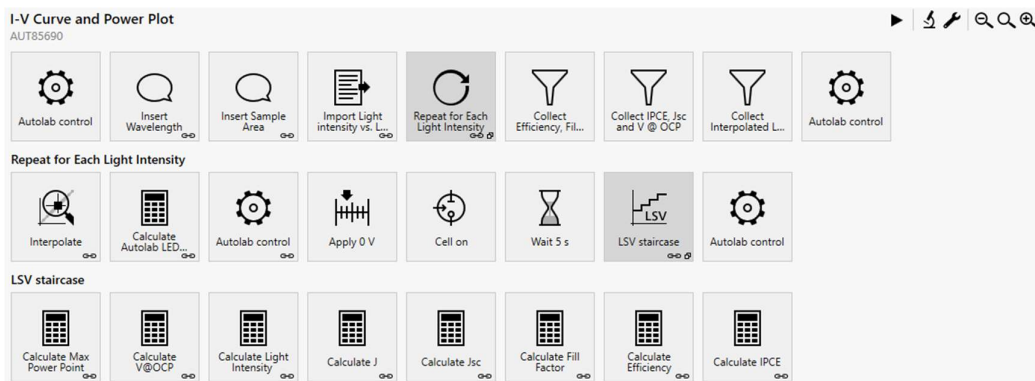 I-V Curve and Power Plot
AUT85690
Autolab control
Insert
Wavelength
Insert Sample
Area
Import Light
intensity vs. L...
Repeat for Each
Light Intensity
Collect
Efficiency, Fil...
Collect IPCE, Jsc
and V @ OCP
Collect
Interpolated L...
Autolab control
Repeat for Each Light Intensity
Interpolate
Calculate
Autolab LED...
Autolab control
Apply 0 V
Cell on
Wait 5 s
LSV
LSV staircase
Autolab control
LSV staircase
Calculate Max
Power Point
Calculate
V@OCP
Calculate Light
Intensity
Calculate J
Calculate Jsc
Calculate Fill
Factor
Calculate
Efficiency
Calculate IPCE